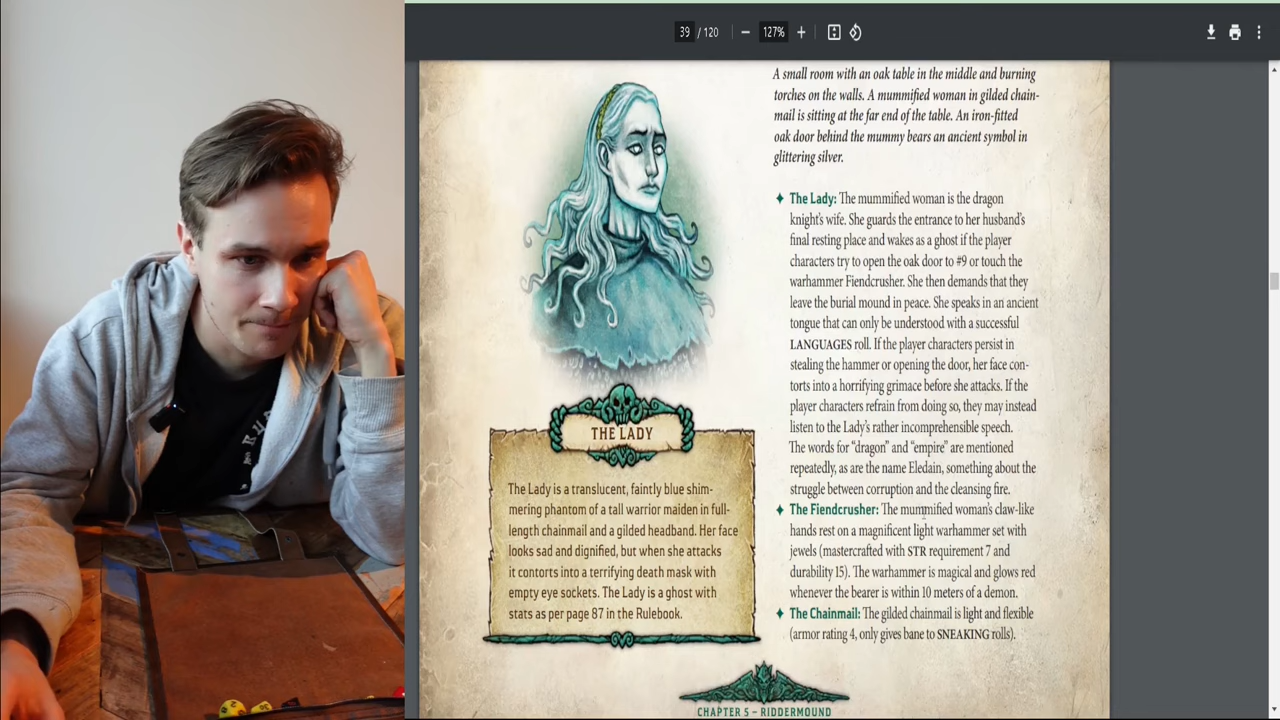 39 / 120
127%
A small room with an oak table in the middle and burning
torches on the walls. A mummified woman in gilded chain-
mail is sitting at the far end of the table. An iron-fitted
oak door behind the mummy bears an ancient symbol in
glittering silver.
The Lady: The mummified woman is the dragon
knight's wife. She guards the entrance to her husband's
final resting place and wakes as a ghost if the player
characters try to open the oak door to #9 or touch the
warhammer Fiendcrusher. She then demands that they
leave the burial mound in peace. She speaks in an ancient
tongue that can only be understood with a successful
LANGUAGES roll. If the player characters persist in
stealing the hammer or opening the door, her face con-
torts into a horrifying grimace before she attacks. If the
player characters refrain from doing so, they may instead
listen to the Lady's rather incomprehensible speech.
The words for “dragon” and “empire” are mentioned
repeatedly, as are the name Eledain, something about the
struggle between corruption and the cleansing fire.
The Fiendcrusher: The mummified woman's claw-like
hands rest on a magnificent light warhammer set with
jewels (mastercrafted with STR requirement 7 and
durability 15). The warhammer is magical and glows red
whenever the bearer is within 10 meters of a demon.
The Chainmail: The gilded chainmail is light and flexible
(armor rating 4, only gives bane to SNEAKING rolls).
THE LADY
The Lady is a translucent, faintly blue shim-
mering phantom of a tall warrior maiden in full-
length chainmail and a gilded headband. Her face
looks sad and dignified, but when she attacks
it contorts into a terrifying death mask with
empty eye sockets. The Lady is a ghost with
stats as per page 87 in the Rulebook.
CHAPTER 5 – RIDDERMOUND